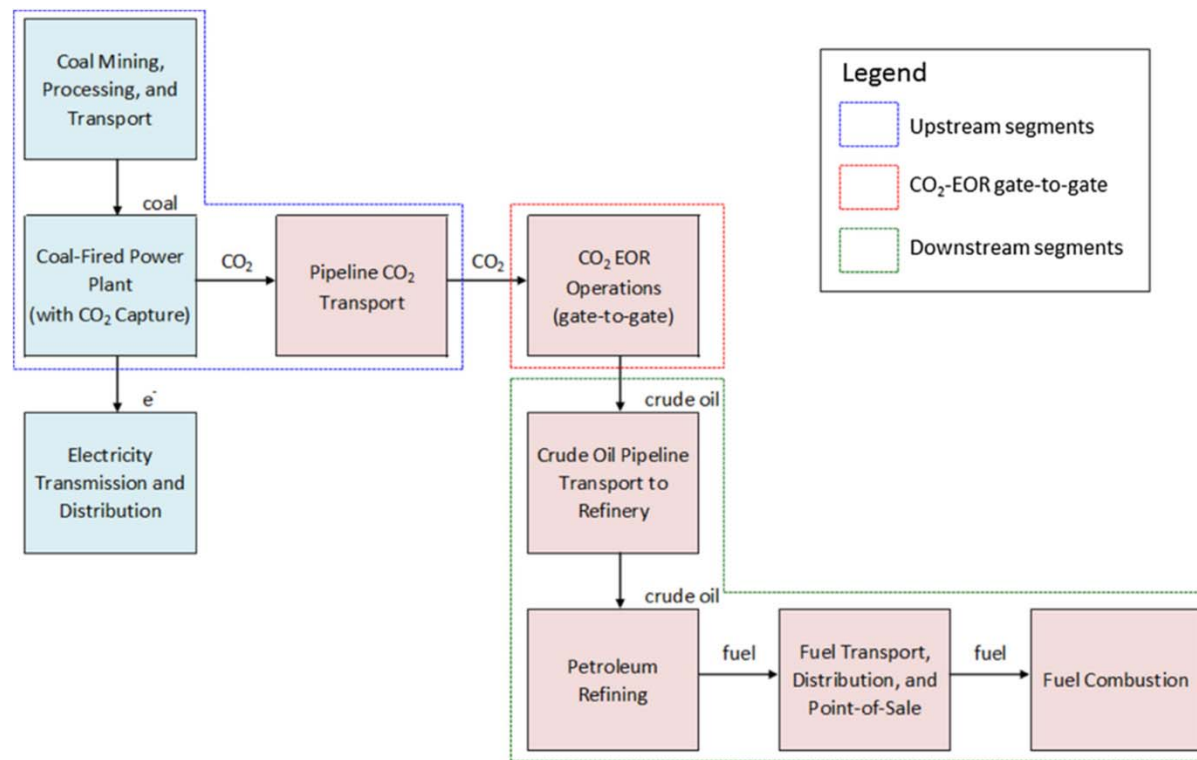 Coal Mining,
Processing, and
Transport
coal
Coal-Fired Power
Plant
(with CO₂ Capture)
CO₂
Pipeline CO₂
Transport
CO₂
CO₂ EOR
Operations
(gate-to-gate)
e⁻
Electricity
Transmission and
Distribution
crude oil
Crude Oil Pipeline
Transport to
Refinery
crude oil
Petroleum
Refining
fuel
Fuel Transport,
Distribution, and
Point-of-Sale
fuel
Fuel Combustion
Legend
Upstream segments
CO₂-EOR gate-to-gate
Downstream segments